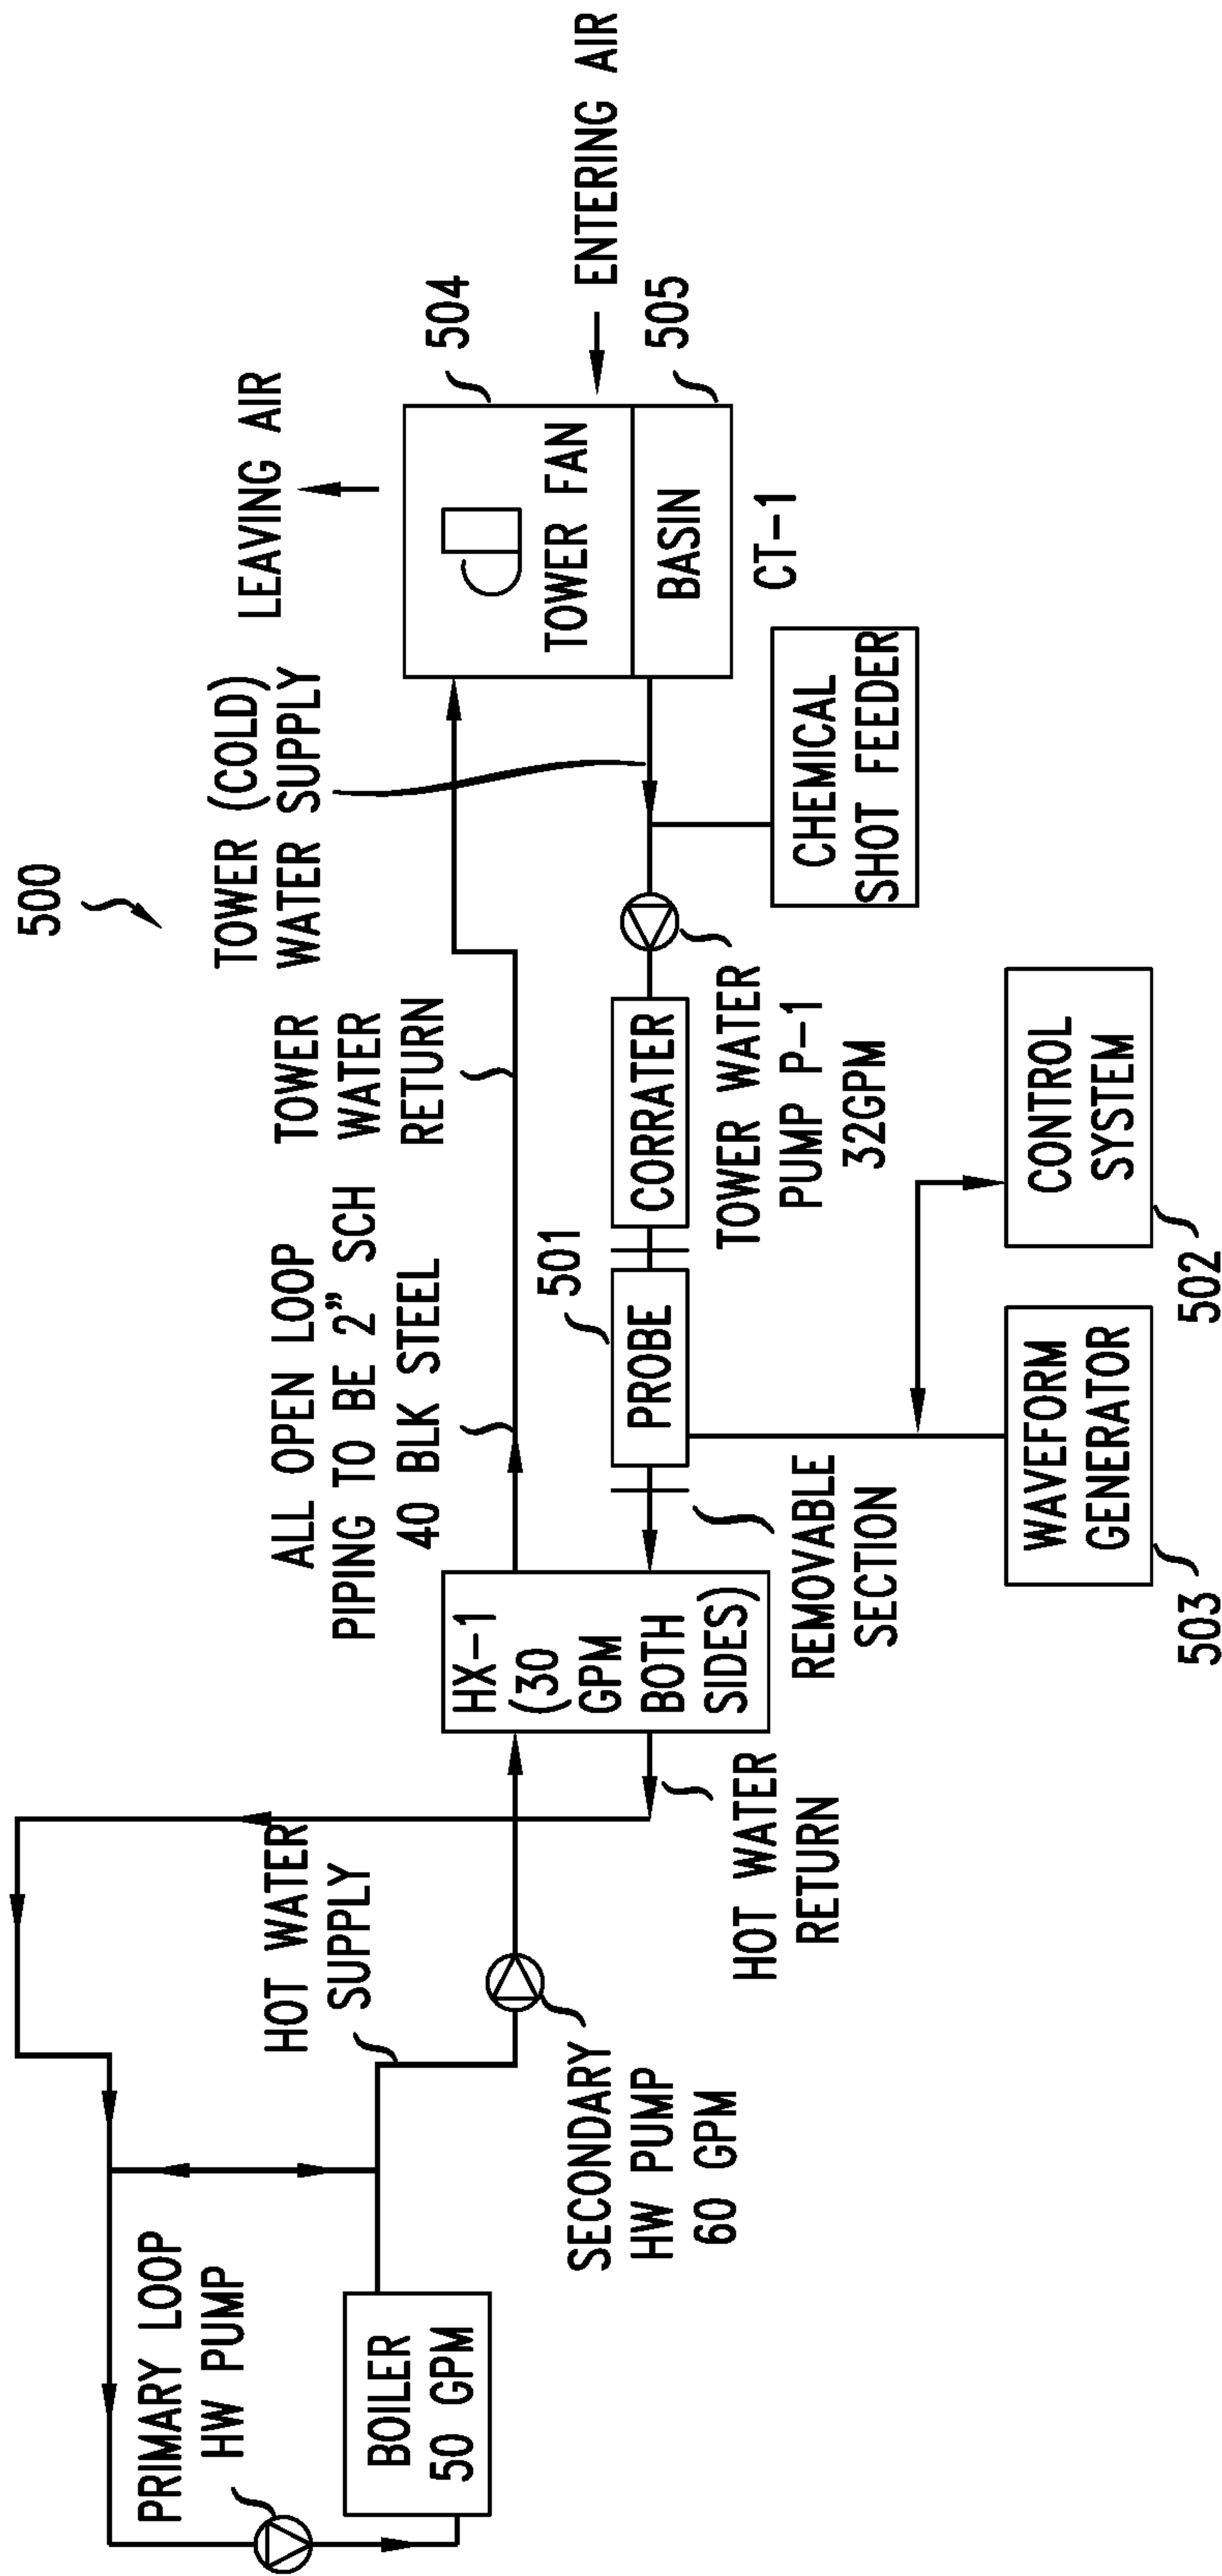 500
PRIMARY LOOP
HW PUMP
BOILER
50 GPM
HOT WATER
SUPPLY
SECONDARY
HW PUMP
60 GPM
HOT WATER
RETURN
HX-1
(30
GPM
BOTH
SIDES)
ALL OPEN LOOP
PIPING TO BE 2" SCH
40 BLK STEEL
TOWER
WATER
RETURN
TOWER (COLD)
WATER SUPPLY
LEAVING AIR
504
TOWER FAN
ENTERING AIR
505
BASIN
CT-1
CHEMICAL
SHOT FEEDER
TOWER WATER
PUMP P-1
32GPM
CORRATER
501
PROBE
REMOVABLE
SECTION
WAVEFORM
GENERATOR
503
CONTROL
SYSTEM
502